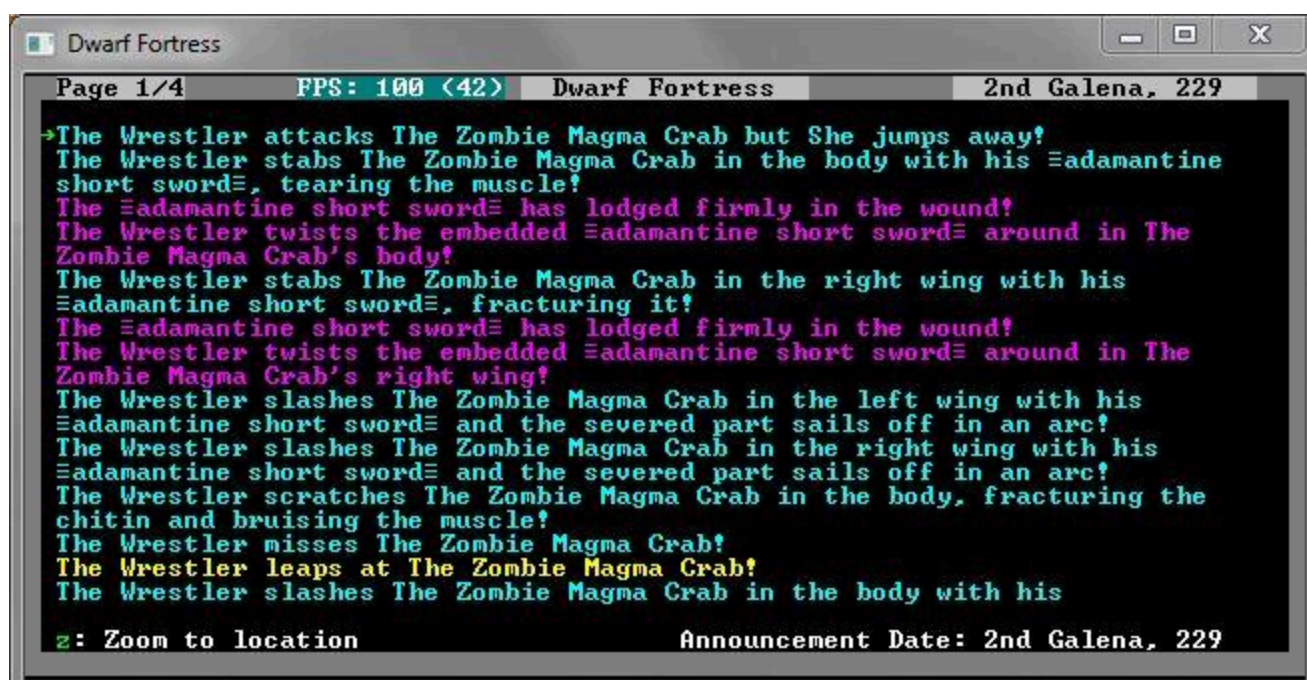 Dwarf Fortress
Page 1/4 FPS: 100 (42) Dwarf Fortress 2nd Galena, 229
→The Wrestler attacks The Zombie Magma Crab but She jumps away!
The Wrestler stabs The Zombie Magma Crab in the body with his ≡adamantine
short sword≡, tearing the muscle!
The ≡adamantine short sword≡ has lodged firmly in the wound!
The Wrestler twists the embedded ≡adamantine short sword≡ around in The
Zombie Magma Crab's body!
The Wrestler stabs The Zombie Magma Crab in the right wing with his
≡adamantine short sword≡, fracturing it!
The ≡adamantine short sword≡ has lodged firmly in the wound!
The Wrestler twists the embedded ≡adamantine short sword≡ around in The
Zombie Magma Crab's right wing!
The Wrestler slashes The Zombie Magma Crab in the left wing with his
≡adamantine short sword≡ and the severed part sails off in an arc!
The Wrestler slashes The Zombie Magma Crab in the right wing with his
≡adamantine short sword≡ and the severed part sails off in an arc!
The Wrestler scratches The Zombie Magma Crab in the body, fracturing the
chitin and bruising the muscle!
The Wrestler misses The Zombie Magma Crab!
The Wrestler leaps at The Zombie Magma Crab!
The Wrestler slashes The Zombie Magma Crab in the body with his
z: Zoom to location Announcement Date: 2nd Galena, 229